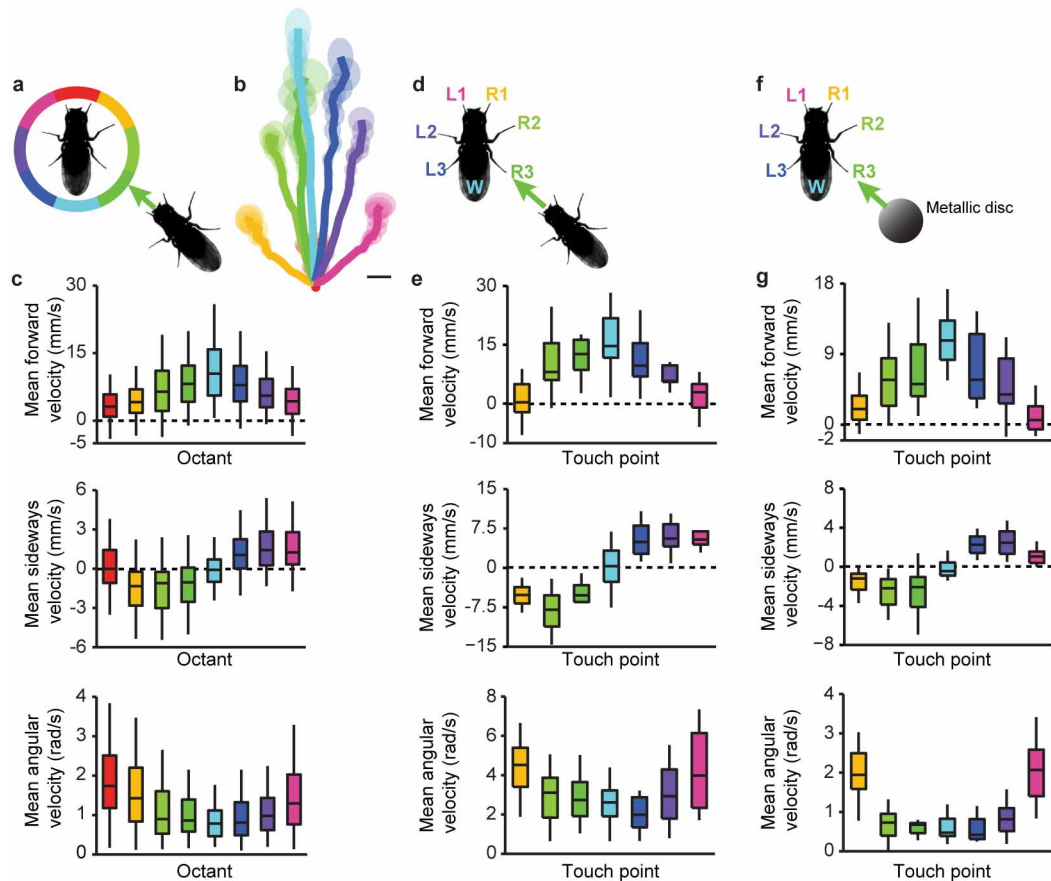 a
b
d
f
L1 R1
L2 R2
L3 R3
W
L1 R1
L2 R2
L3 R3
W
Metallic disc
c
e
g
Mean forward
velocity (mm/s)
30
15
0
-5
Octant
Mean forward
velocity (mm/s)
30
15
0
-10
Touch point
Mean forward
velocity (mm/s)
18
9
0
-2
Touch point
Mean sideways
velocity (mm/s)
6
3
0
-3
-6
Octant
Mean sideways
velocity (mm/s)
15
7.5
0
-7.5
-15
Touch point
Mean sideways
velocity (mm/s)
8
4
0
-4
-8
Touch point
Mean angular
velocity (rad/s)
4
3
2
1
0
Octant
Mean angular
velocity (rad/s)
8
6
4
2
0
Touch point
Mean angular
velocity (rad/s)
4
3
2
1
0
Touch point